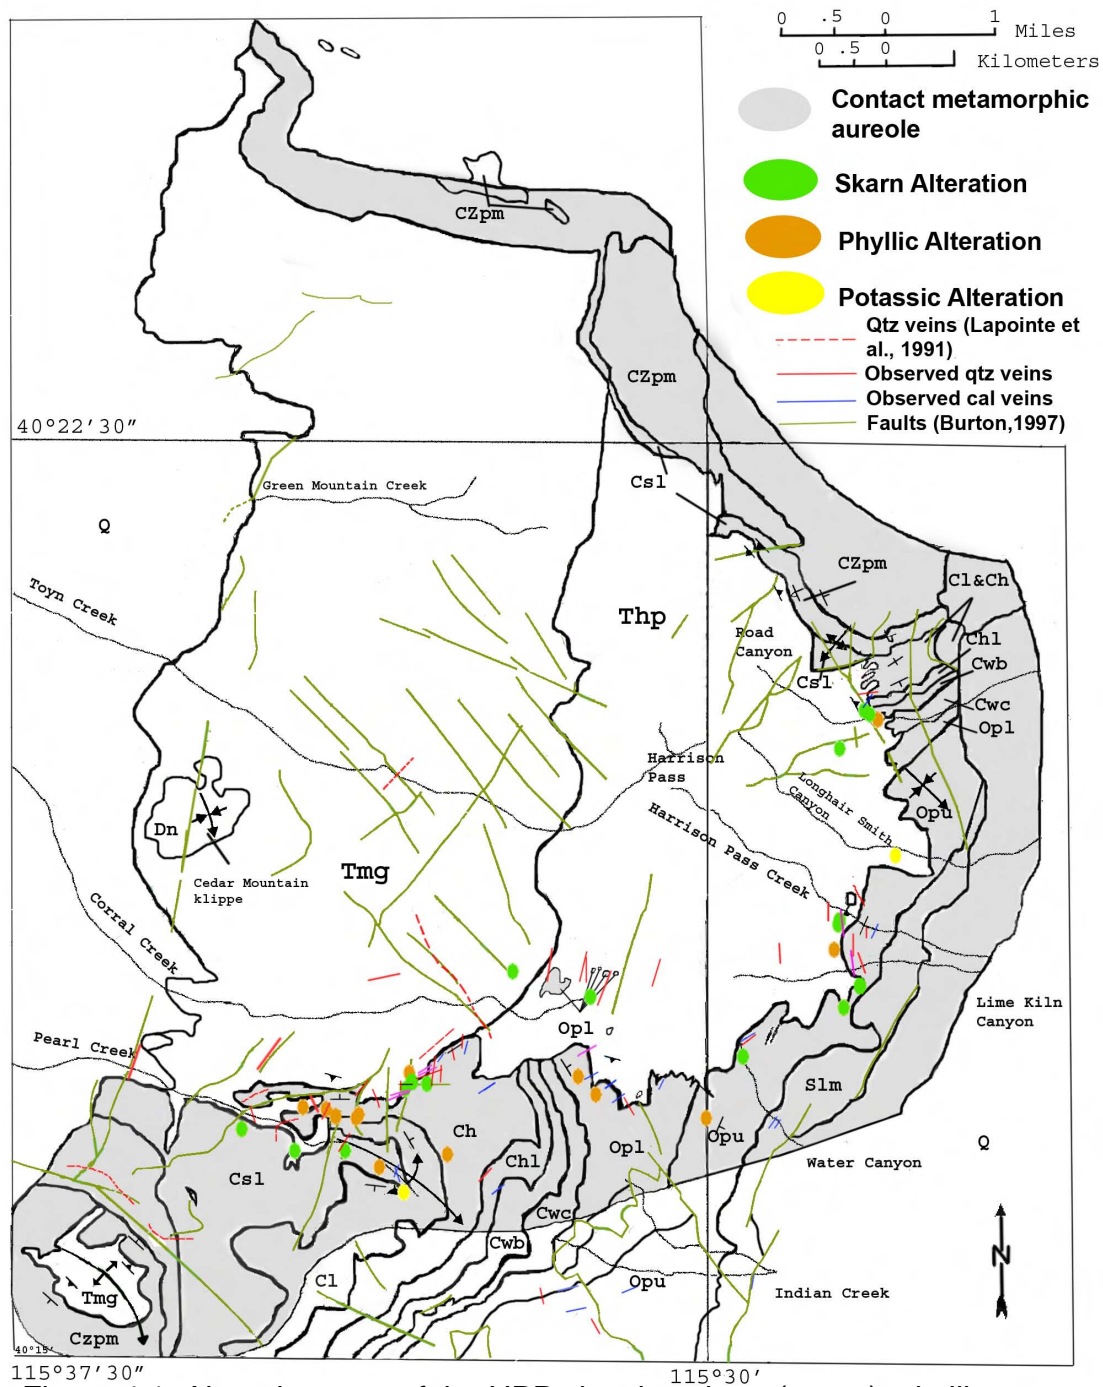 0 .5 0 1 Miles
0 .5 0 Kilometers
Contact metamorphic
aureole
Skarn Alteration
Phyllic Alteration
Potassic Alteration
Qtz veins (Lapointe et
al., 1991)
Observed qtz veins
Observed cal veins
Faults (Burton,1997)
CZpm
CZpm
40°22'30"
Csl
Green Mountain Creek
Q
CZpm
Cl&Ch
Toyn Creek
Thp
Road
Canyon
Chl
Cwb
Csl
Cwc
Opl
Harrison
Pass
Longhair Smith
Canyon
Opu
Harrison Pass Creek
Dn
Tmg
Cedar Mountain
klippe
Corral Creek
D
Lime Kiln
Canyon
Opl
Pearl Creek
Slm
Ch
Opl
Opu
Q
Chl
Water Canyon
Csl
Cwc
Cwb
Cl
Opu
Indian Creek
N
Tmg
Czpm
40°15'
115°37'30"
115°30'